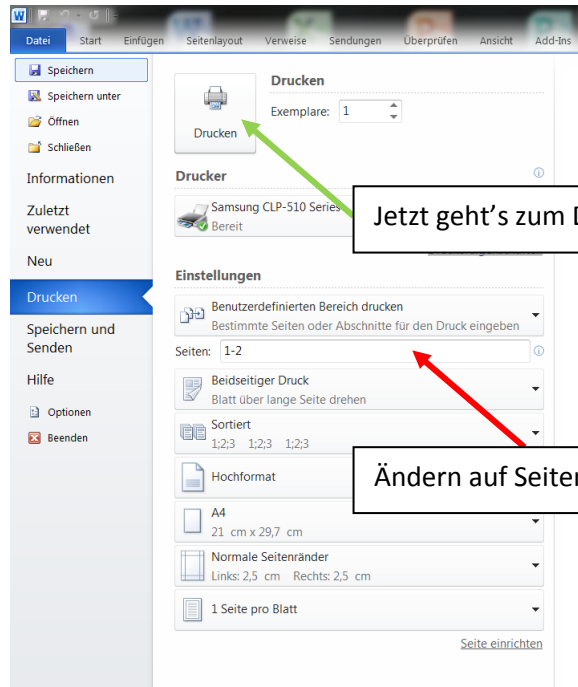 Datei Start Einfügen Seitenlayout Verweise Sendungen Überprüfen Ansicht Add-Ins
Speichern
Speichern unter
Öffnen
Schließen
Informationen
Zuletzt
verwendet
Neu
Drucken
Speichern und
Senden
Hilfe
Optionen
Beenden
Drucken
Drucken
Exemplare: 1
Drucker
Samsung CLP-510 Series
Bereit
Jetzt geht's zum D
Einstellungen
Benutzerdefinierten Bereich drucken
Bestimmte Seiten oder Abschnitte für den Druck eingeben
Seiten: 1-2
Beidseitiger Druck
Blatt über lange Seite drehen
Sortiert
1;2;3 1;2;3 1;2;3
Ändern auf Seiten
Hochformat
A4
21 cm x 29,7 cm
Normale Seitenränder
Links: 2,5 cm Rechts: 2,5 cm
1 Seite pro Blatt
Seite einrichten